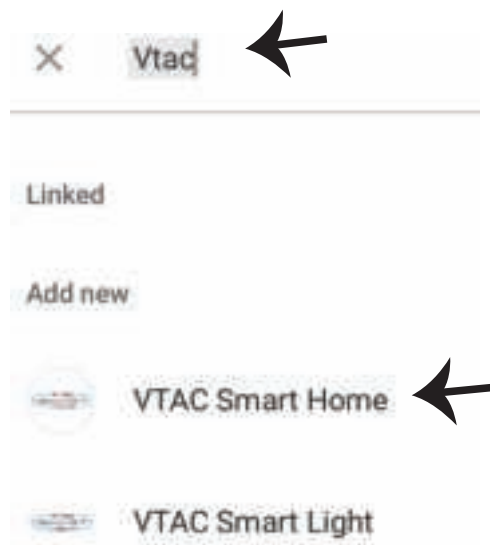 Vtac
Linked
Add new
VTAC Smart Home
VTAC Smart Light